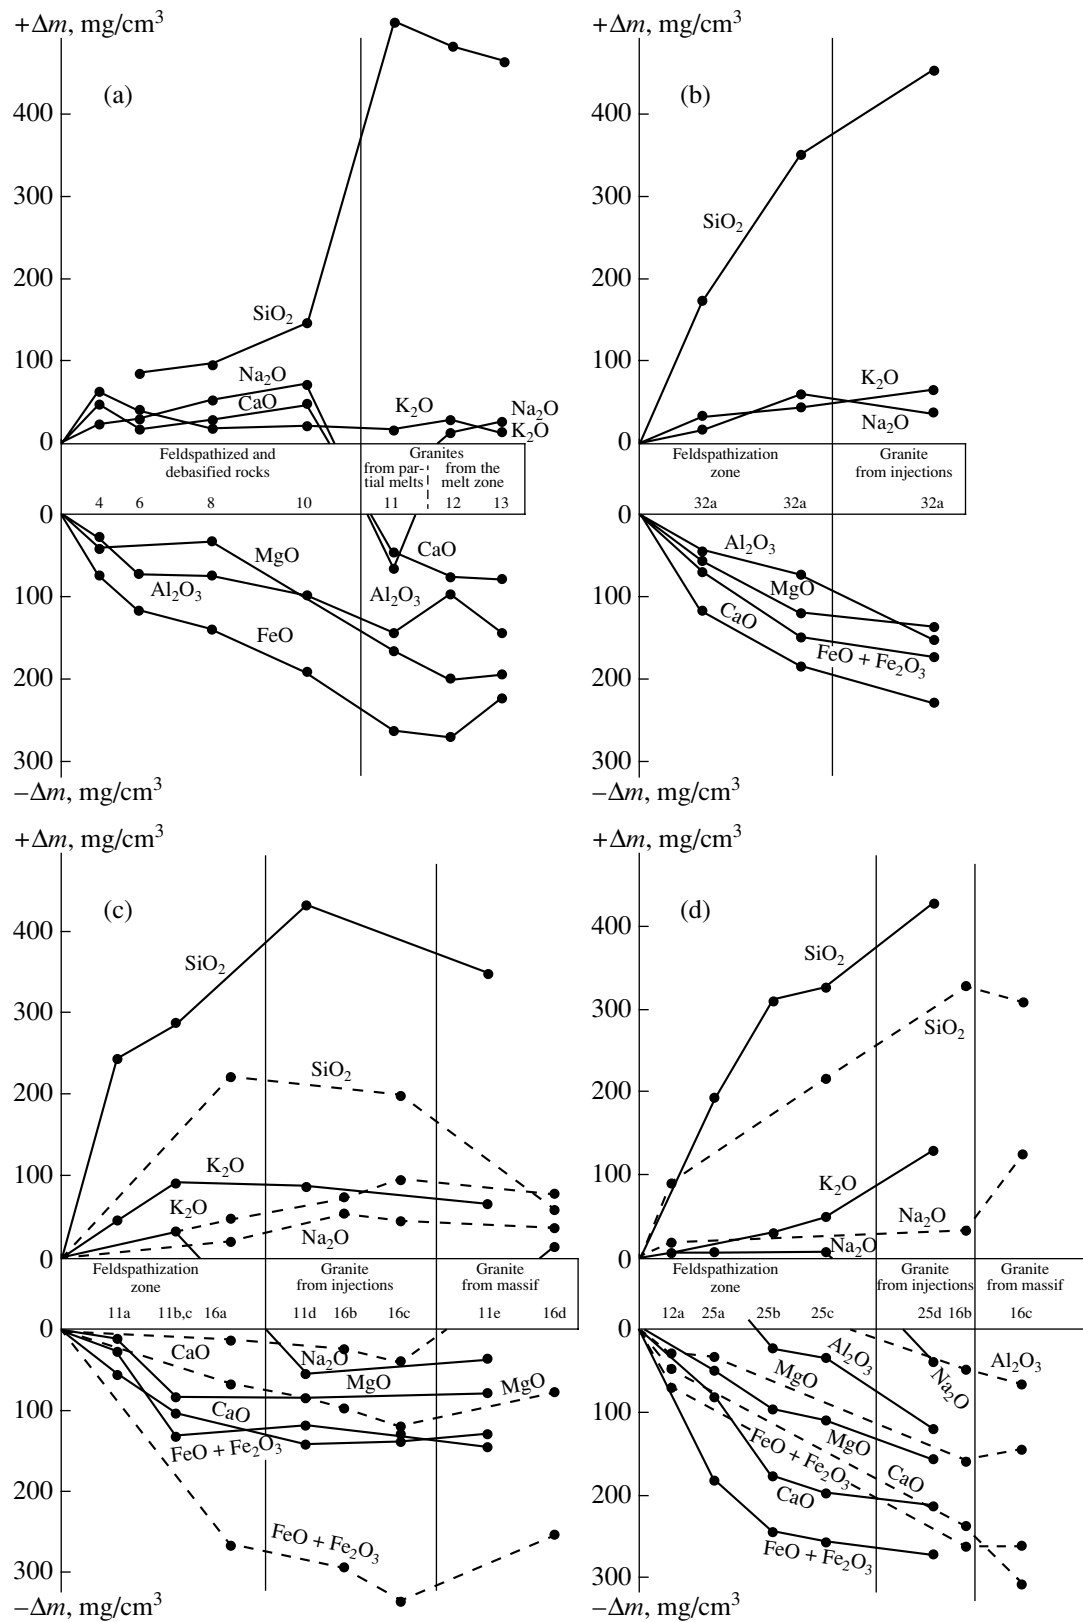 +Δm, mg/cm³
(a)
400
300
200
100
0
SiO₂
Na₂O
CaO
K₂O
Na₂O
K₂O
Feldspathized and
debasified rocks
Granites
from par-
tial melts
from the
melt zone
4 6 8 10 11 12 13
0
100
200
300
MgO
Al₂O₃
FeO
CaO
Al₂O₃
−Δm, mg/cm³
+Δm, mg/cm³
(b)
400
300
200
100
0
SiO₂
K₂O
Na₂O
Feldspathization
zone
Granite
from injections
32a 32a 32a
0
100
200
300
Al₂O₃
MgO
CaO
FeO + Fe₂O₃
−Δm, mg/cm³
+Δm, mg/cm³
(c)
400
300
200
100
0
SiO₂
SiO₂
K₂O
K₂O
Na₂O
Feldspathization
zone
Granite
from injections
Granite
from massif
11a 11b,c 16a 11d 16b 16c 11e 16d
0
100
200
300
CaO
Na₂O
MgO
MgO
CaO
FeO + Fe₂O₃
FeO + Fe₂O₃
−Δm, mg/cm³
+Δm, mg/cm³
(d)
400
300
200
100
0
SiO₂
SiO₂
K₂O
Na₂O
Na₂O
Feldspathization
zone
Granite
from injections
Granite
from massif
12a 25a 25b 25c 25d 16b 16c
0
100
200
300
Al₂O₃
Al₂O₃
Na₂O
MgO
MgO
FeO + Fe₂O₃
CaO
CaO
FeO + Fe₂O₃
−Δm, mg/cm³